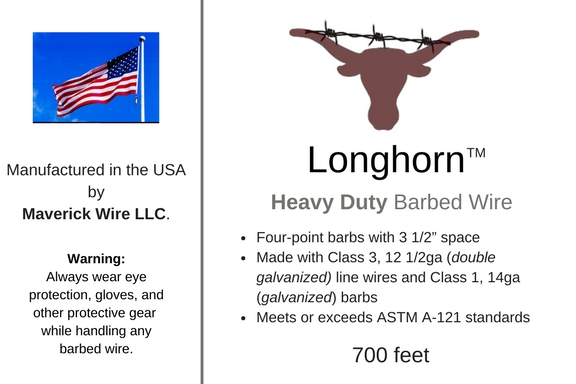 Manufactured in the USA
by
Maverick Wire LLC.
Warning:
Always wear eye
protection, gloves, and
other protective gear
while handling any
barbed wire.
Longhorn™
Heavy Duty Barbed Wire
• Four-point barbs with 3 1/2” space
• Made with Class 3, 12 1/2ga (double
galvanized) line wires and Class 1, 14ga
(galvanized) barbs
• Meets or exceeds ASTM A-121 standards
700 feet